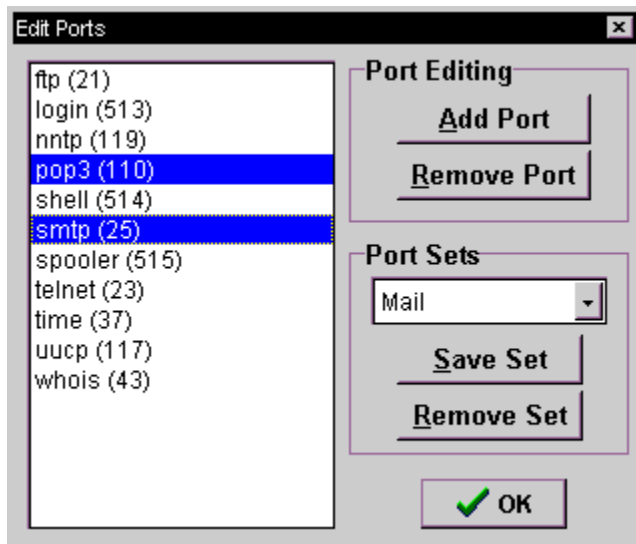 Edit Ports
ftp (21)
login (513)
nntp (119)
pop3 (110)
shell (514)
smtp (25)
spooler (515)
telnet (23)
time (37)
uucp (117)
whois (43)
Port Editing
Add Port
Remove Port
Port Sets
Mail
Save Set
Remove Set
OK